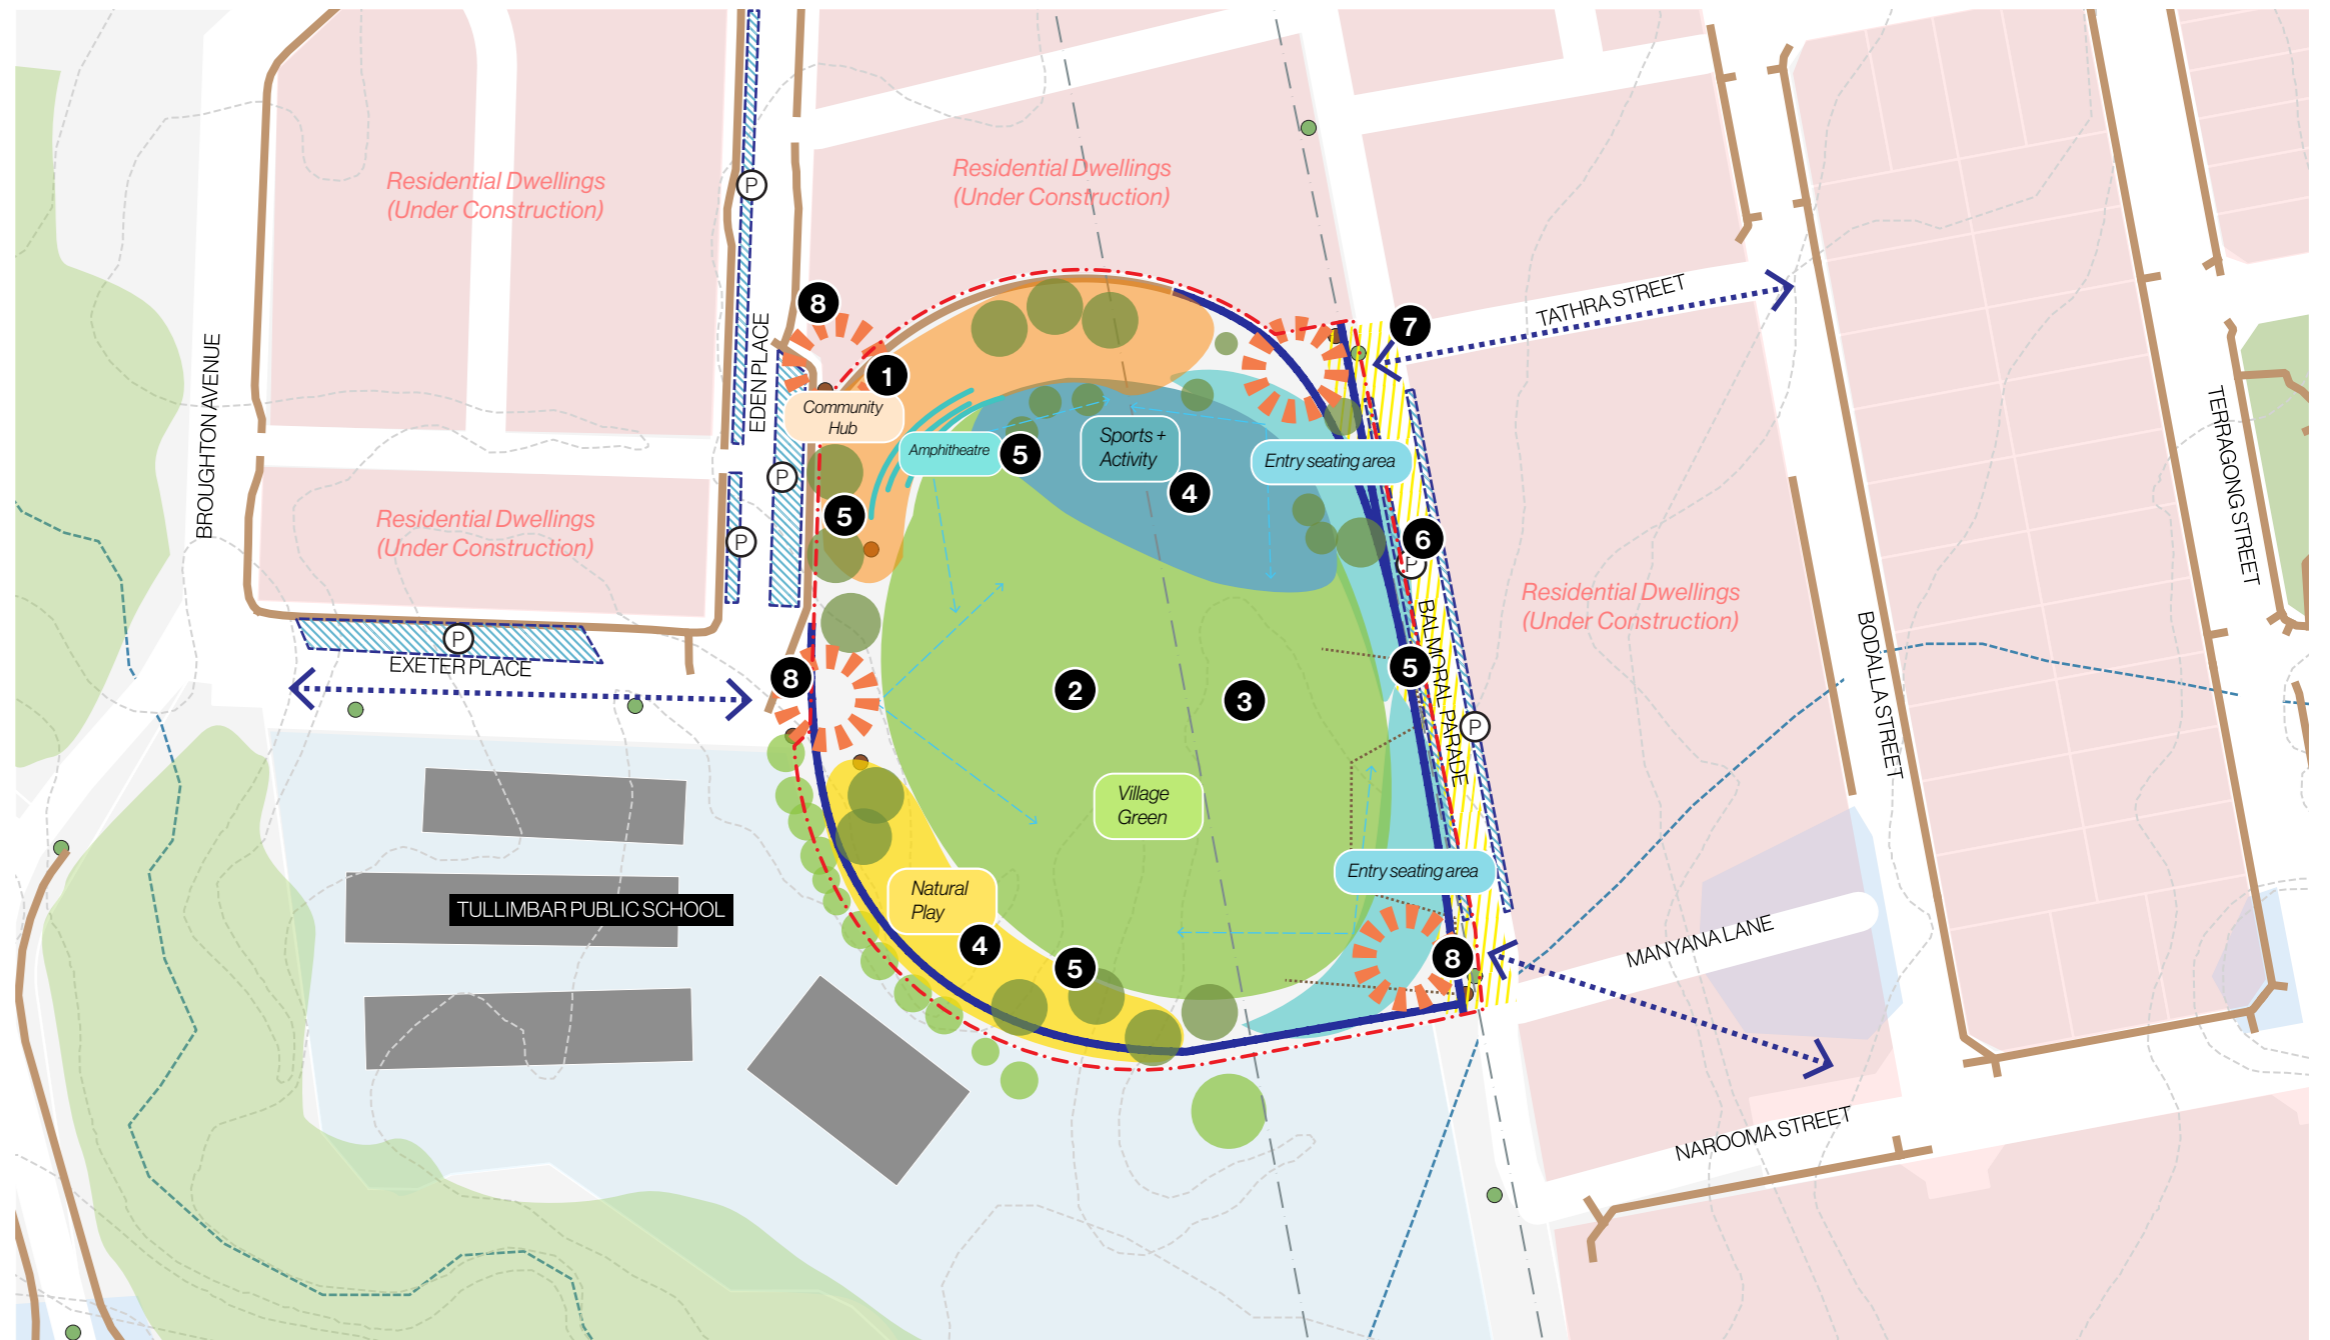 Residential Dwellings
(Under Construction)
Residential Dwellings
(Under Construction)
P
8
EDEN PLACE
BROUGHTON AVENUE
7
TATHRA STREET
1
Community
Hub
Amphitheatre
5
Sports +
Activity
4
Entry seating area
TERRAGONG STREET
P
5
P
6
P
Residential Dwellings
(Under Construction)
Residential Dwellings
(Under Construction)
P
EXETER PLACE
8
2
3
5
BALMORAL PARADE
P
BODALLA STREET
Village
Green
Natural
Play
4
5
Entry seating area
8
TULLIMBAR PUBLIC SCHOOL
MANYANA LANE
NAROOMA STREET